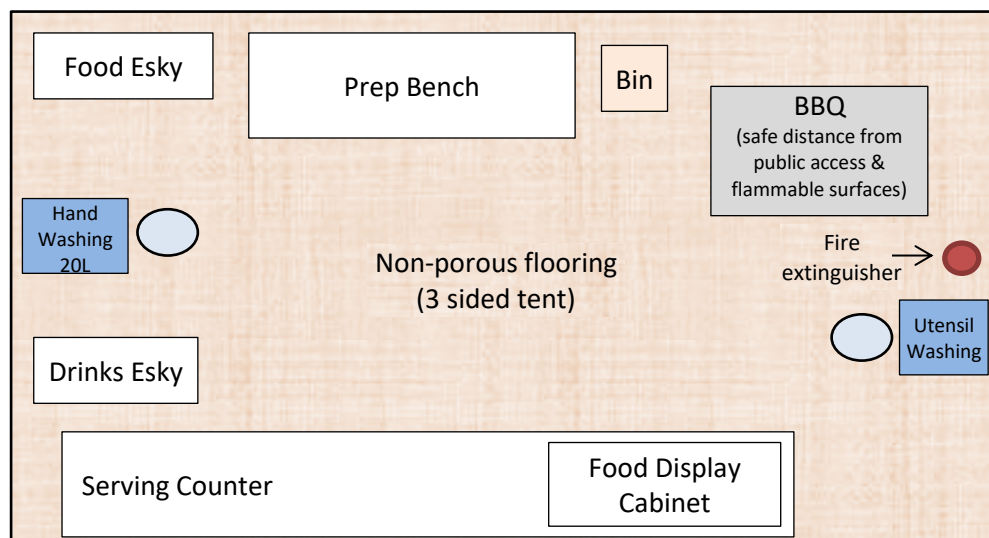 Food Esky
Prep Bench
Bin
BBQ
(safe distance from
public access &
flammable surfaces)
Hand
Washing
20L
Non-porous flooring
(3 sided tent)
Fire
extinguisher
Utensil
Washing
Drinks Esky
Serving Counter
Food Display
Cabinet